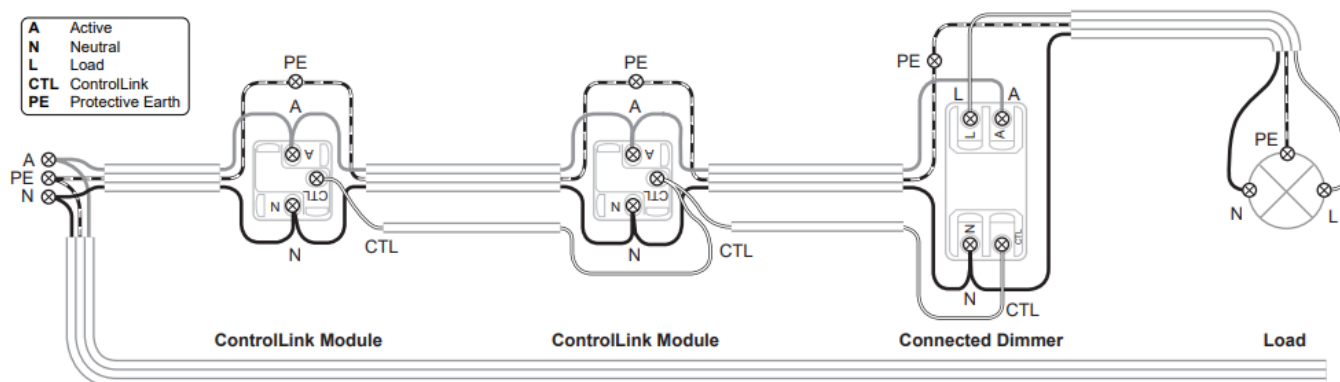 A Active
N Neutral
L Load
CTL ControlLink
PE Protective Earth
A
PE
N
PE
A
A
CTL
N
N
CTL
PE
A
A
CTL
N
N
CTL
PE
L
A
L
A
N
CTL
N
CTL
PE
N
L
ControlLink Module
ControlLink Module
Connected Dimmer
Load